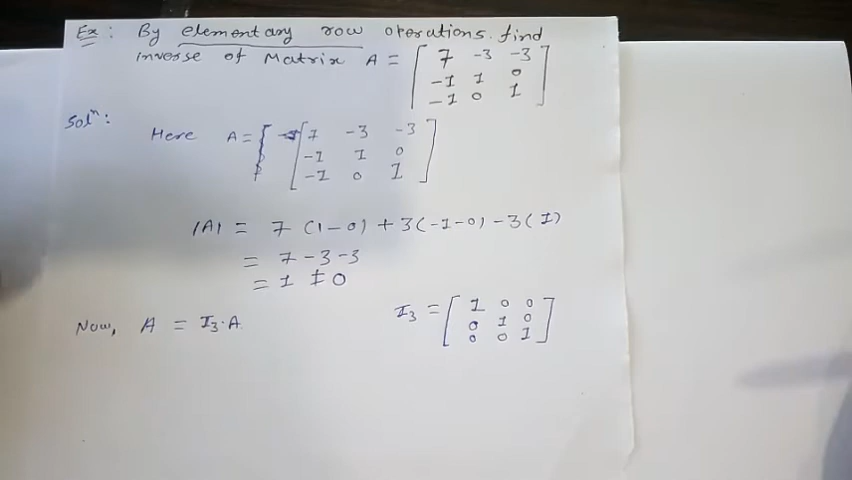 Ex: By elementary row operations. find
inverse of Matrix A = [ 7 -3 -3
-1 1 0
-1 0 1 ]
Solⁿ:
Here A = [ 7 -3 -3
-1 1 0
-1 0 1 ]
|A| = 7 (1-0) + 3(-1-0) - 3(1)
= 7 - 3 - 3
= 1 ≠ 0
Now, A = I₃·A I₃ = [ 1 0 0
0 1 0
0 0 1 ]